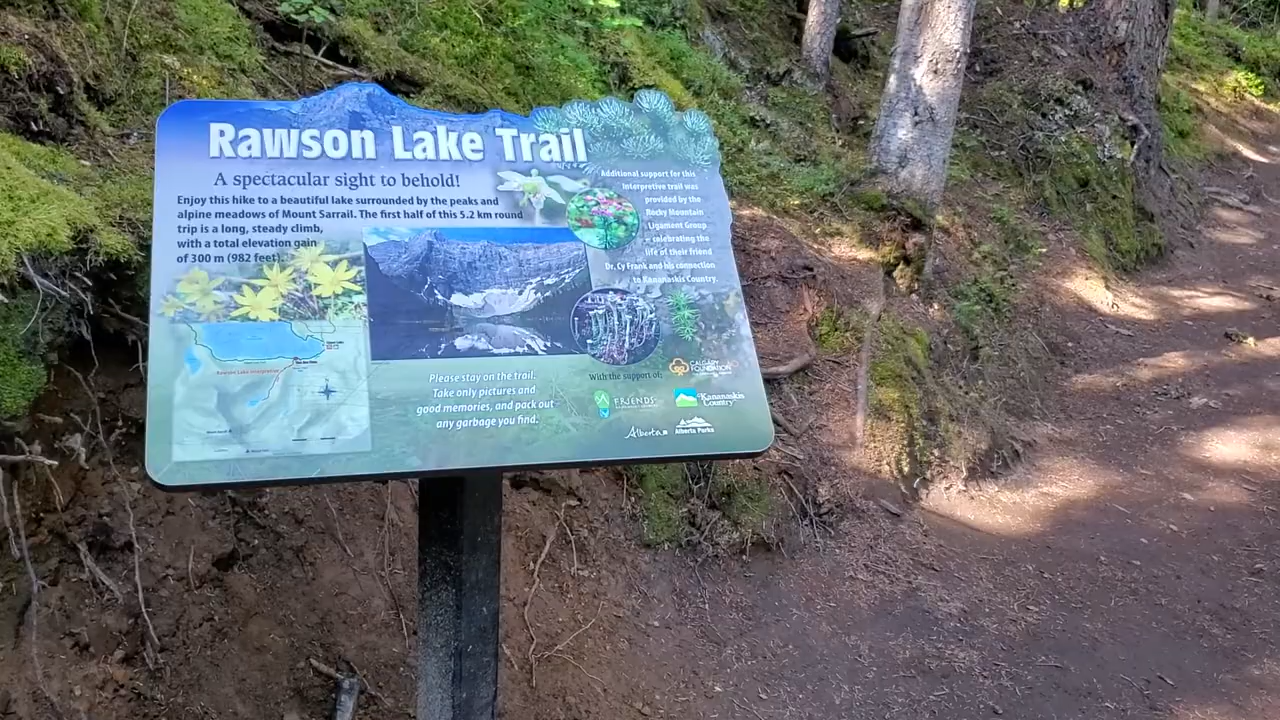 Rawson Lake Trail
A spectacular sight to behold!
Enjoy this hike to a beautiful lake surrounded by the peaks and
alpine meadows of Mount Sarrail. The first half of this 5.2 km round
trip is a long, steady climb,
with a total elevation gain
of 300 m (982 feet).
Additional support for this
interpretive trail was
provided by the
Rocky Mountain
Ligament Group
– celebrating the
life of their friend
Dr. Cy Frank and his connection
to Kananaskis Country.
Rawson Lake Interpretive
Please stay on the trail.
Take only pictures and
good memories, and pack out
any garbage you find.
With the support of:
CALGARY
FOUNDATION
FRIENDS
Kananaskis
Country
Alberta
Alberta Parks